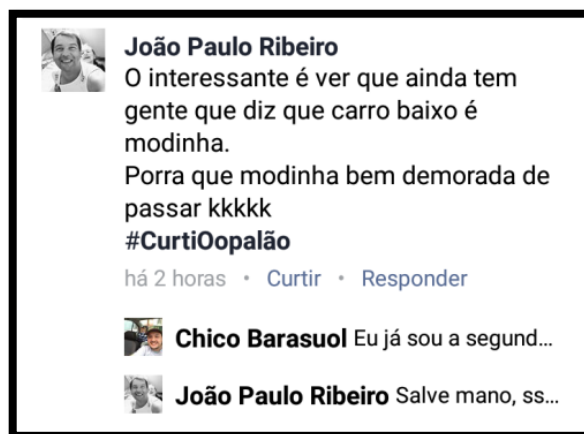 João Paulo Ribeiro
O interessante é ver que ainda tem
gente que diz que carro baixo é
modinha.
Porra que modinha bem demorada de
passar kkkkk
#CurtiOopalão
há 2 horas • Curtir • Responder
Chico Barasuol Eu já sou a segund...
João Paulo Ribeiro Salve mano, ss...